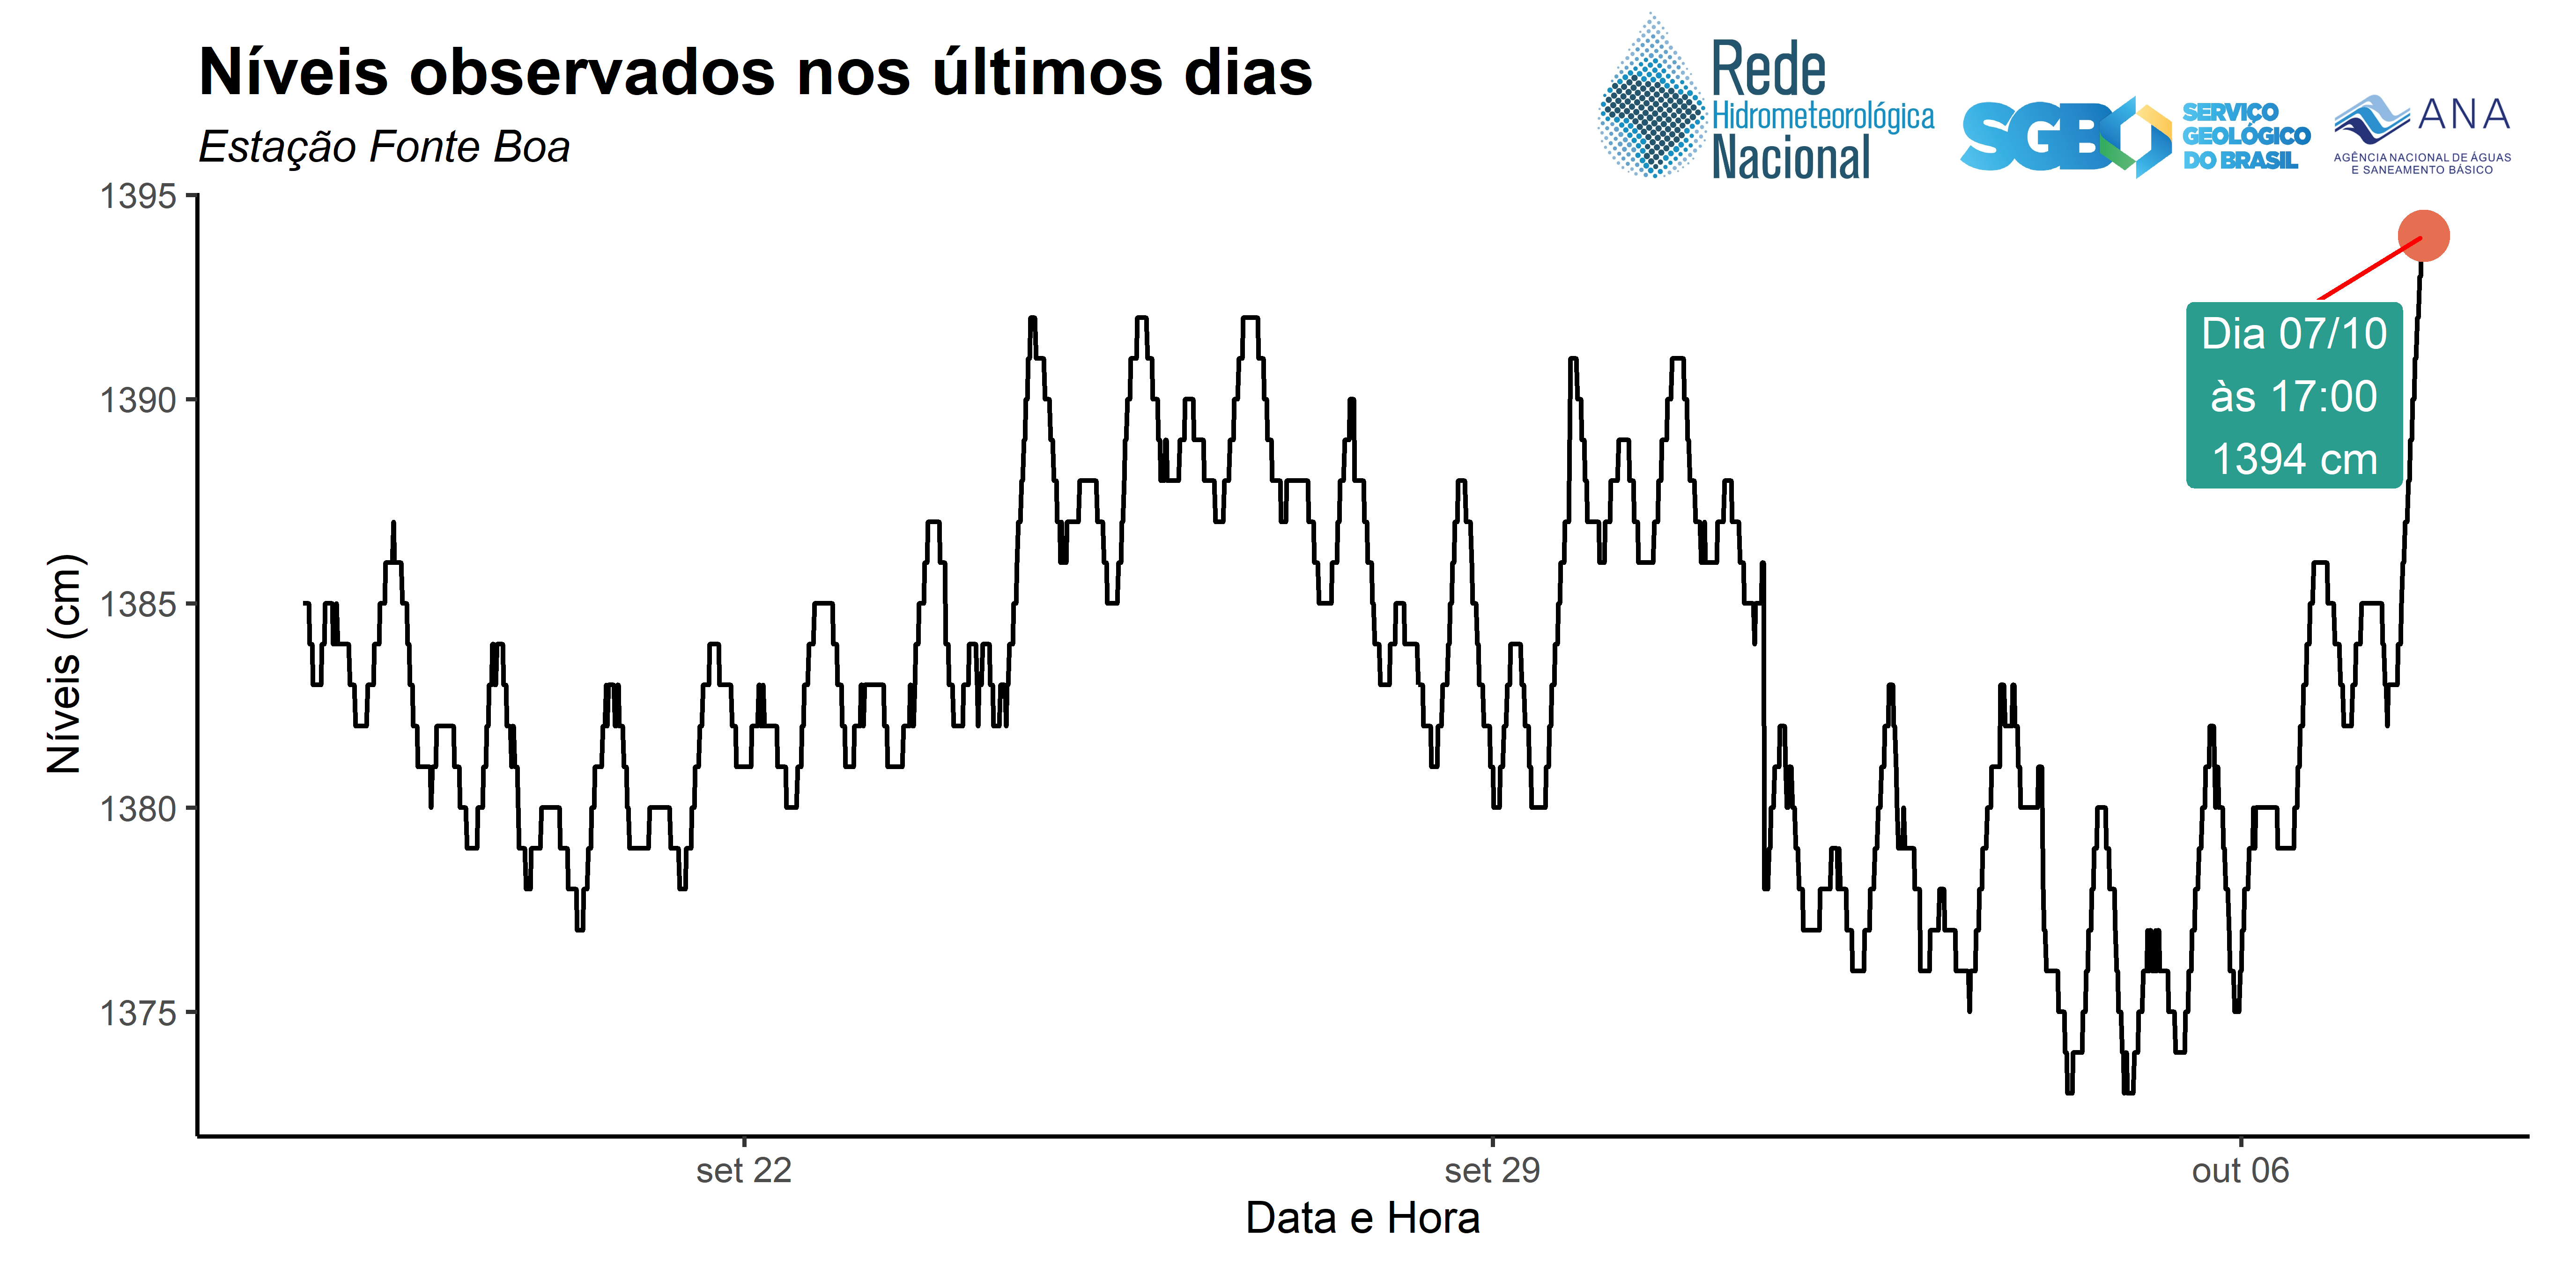 Níveis observados nos últimos dias
Estação Fonte Boa
Rede
Hidrometeorológica
Nacional
SGB
SERVIÇO
GEOLÓGICO
DO BRASIL
ANA
AGÊNCIA NACIONAL DE ÁGUAS
E SANEAMENTO BÁSICO
1395
1390
1385
1380
1375
Níveis (cm)
Dia 07/10
às 17:00
1394 cm
set 22
set 29
out 06
Data e Hora